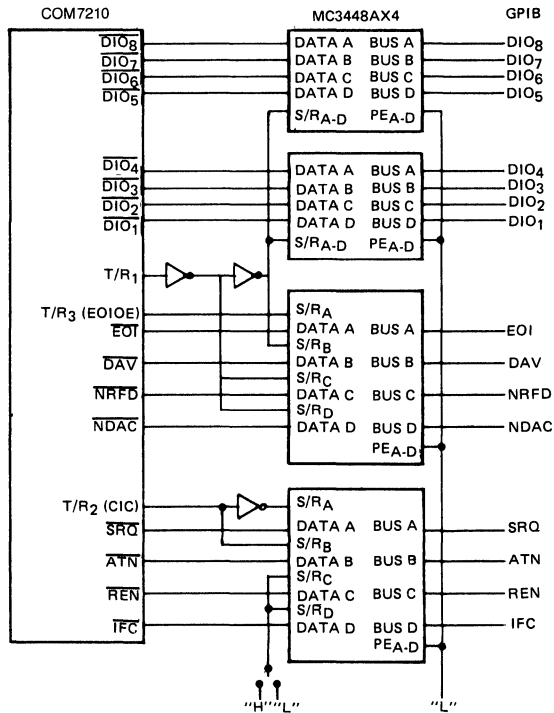 COM7210 MC3448AX4 GPIB
DIO8 DATA A BUS A DIO8
DIO7 DATA B BUS B DIO7
DIO6 DATA C BUS C DIO6
DIO5 DATA D BUS D DIO5
S/RA-D PEA-D
DIO4 DATA A BUS A DIO4
DIO3 DATA B BUS B DIO3
DIO2 DATA C BUS C DIO2
DIO1 DATA D BUS D DIO1
S/RA-D PEA-D
T/R1
S/RA
T/R3 (EOIOE)
EOI DATA A BUS A EOI
S/RB
DAV DATA B BUS B DAV
S/RC
NRFD DATA C BUS C NRFD
S/RD
NDAC DATA D BUS D NDAC
PEA-D
T/R2 (CIC) S/RA
SRQ DATA A BUS A SRQ
S/RB
ATN DATA B BUS B ATN
S/RC
REN DATA C BUS C REN
S/RD
IFC DATA D BUS D IFC
PEA-D
"H" "L" "L"